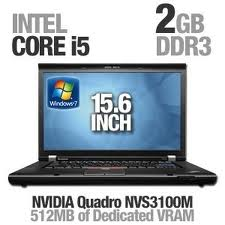 INTEL
CORE i5
2GB
DDR3
Windows 7
15.6
INCH
NVIDIA Quadro NVS3100M
512MB of Dedicated VRAM